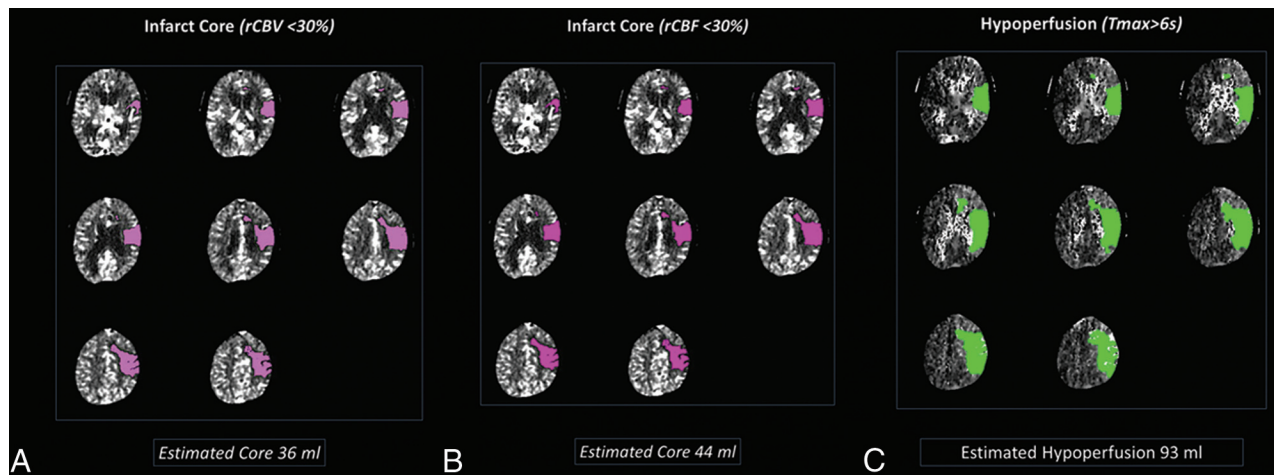 Infarct Core (rCBV <30%)
Infarct Core (rCBF <30%)
Hypoperfusion (Tmax>6s)
A
Estimated Core 36 ml
B
Estimated Core 44 ml
C
Estimated Hypoperfusion 93 ml